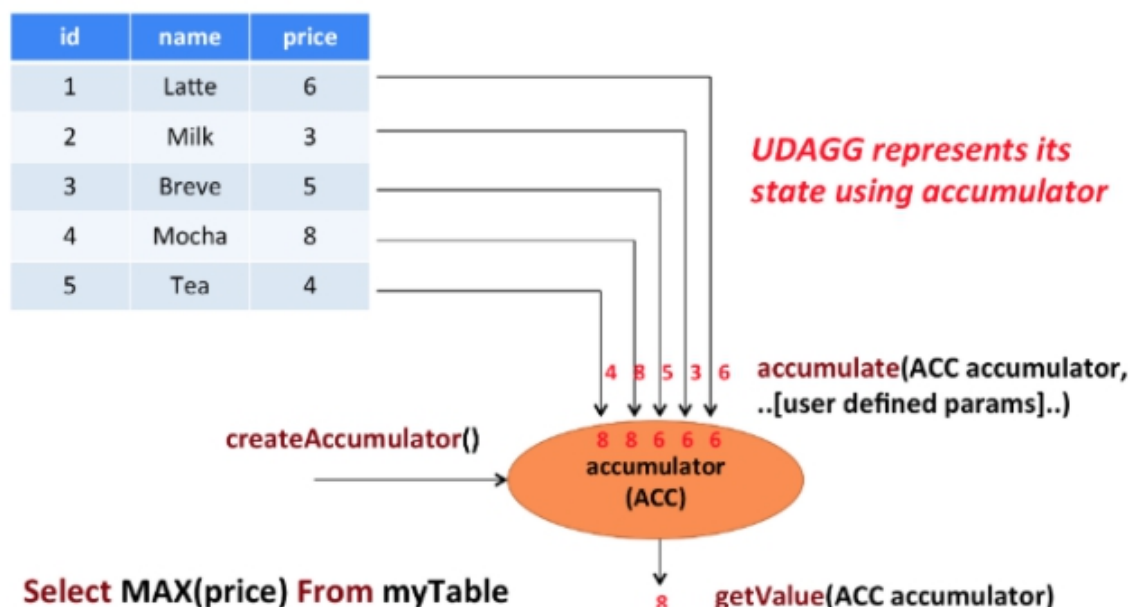 id name price
1 Latte 6
2 Milk 3
3 Breve 5
4 Mocha 8
5 Tea 4
UDAGG represents its
state using accumulator
4 8 5 3 6
accumulate(ACC accumulator,
..[user defined params]..)
createAccumulator()
8 8 6 6 6
accumulator
(ACC)
Select MAX(price) From myTable
8
getValue(ACC accumulator)